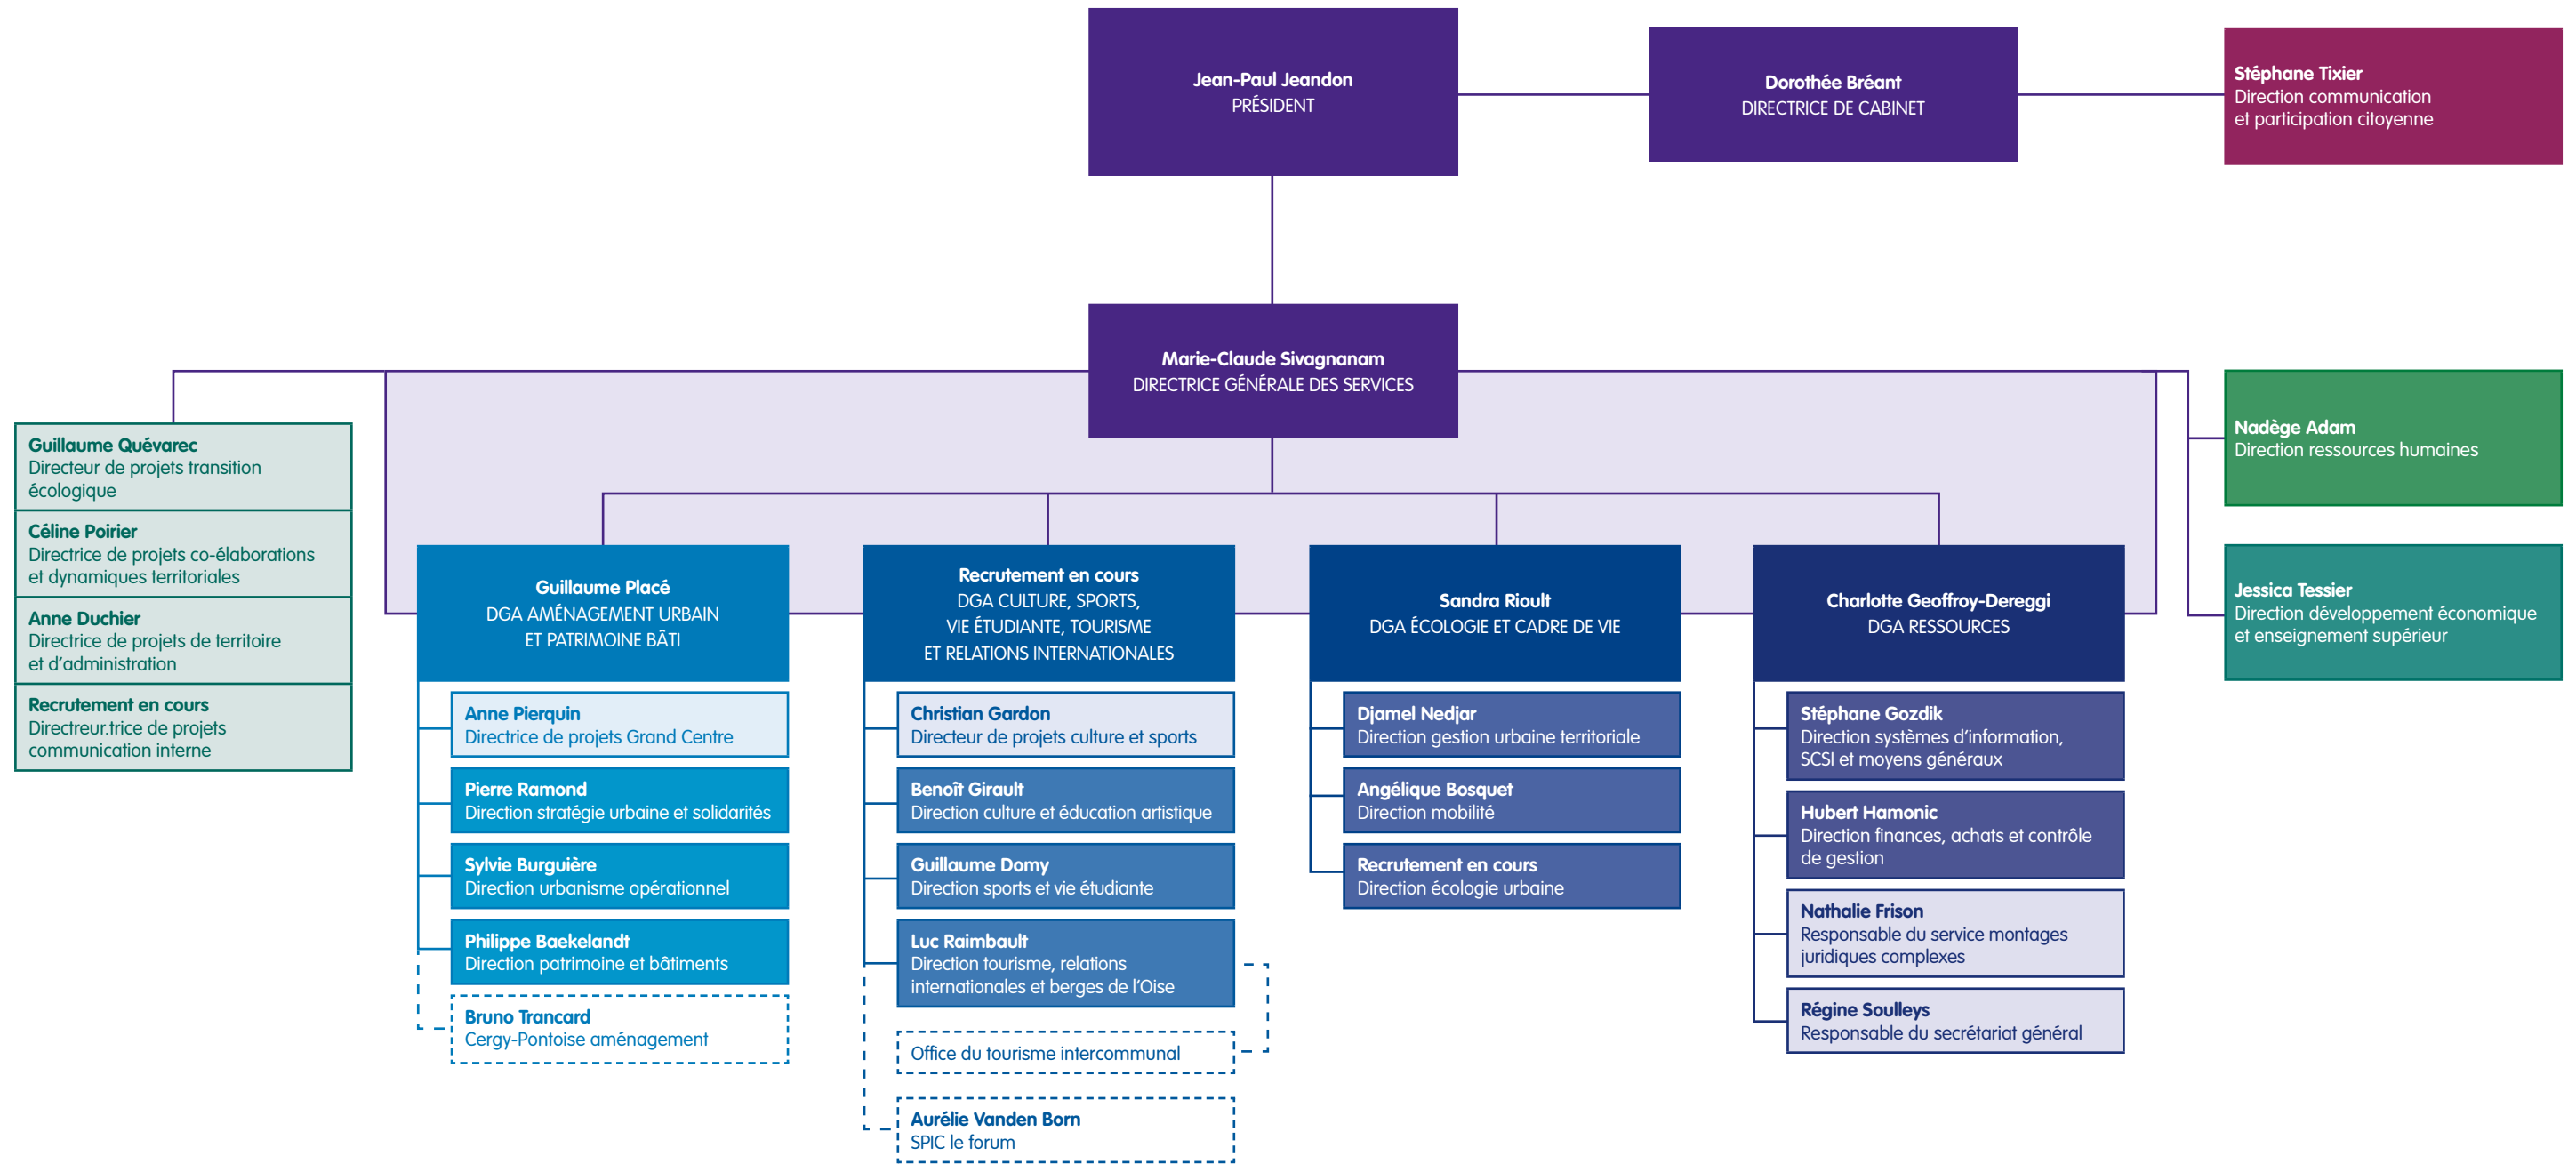 Jean-Paul Jeandon
PRÉSIDENT
Dorothée Bréant
DIRECTRICE DE CABINET
Stéphane Tixier
Direction communication
et participation citoyenne
Marie-Claude Sivagnanam
DIRECTRICE GÉNÉRALE DES SERVICES
Guillaume Quévarec
Directeur de projets transition
écologique
Céline Poirier
Directrice de projets co-élaborations
et dynamiques territoriales
Anne Duchier
Directrice de projets de territoire
et d’administration
Recrutement en cours
Directreur.trice de projets
communication interne
Nadège Adam
Direction ressources humaines
Jessica Tessier
Direction développement économique
et enseignement supérieur
Guillaume Placé
DGA AMÉNAGEMENT URBAIN
ET PATRIMOINE BÂTI
Anne Pierquin
Directrice de projets Grand Centre
Pierre Ramond
Direction stratégie urbaine et solidarités
Sylvie Burguière
Direction urbanisme opérationnel
Philippe Baekelandt
Direction patrimoine et bâtiments
Bruno Trancard
Cergy-Pontoise aménagement
Recrutement en cours
DGA CULTURE, SPORTS,
VIE ÉTUDIANTE, TOURISME
ET RELATIONS INTERNATIONALES
Christian Gardon
Directeur de projets culture et sports
Benoît Girault
Direction culture et éducation artistique
Guillaume Domy
Direction sports et vie étudiante
Luc Raimbault
Direction tourisme, relations
internationales et berges de l’Oise
Office du tourisme intercommunal
Aurélie Vanden Born
SPIC le forum
Sandra Rioult
DGA ÉCOLOGIE ET CADRE DE VIE
Djamel Nedjar
Direction gestion urbaine territoriale
Angélique Bosquet
Direction mobilité
Recrutement en cours
Direction écologie urbaine
Charlotte Geoffroy-Dereggi
DGA RESSOURCES
Stéphane Gozdik
Direction systèmes d’information,
SCSI et moyens généraux
Hubert Hamonic
Direction finances, achats et contrôle
de gestion
Nathalie Frison
Responsable du service montages
juridiques complexes
Régine Soulleys
Responsable du secrétariat général